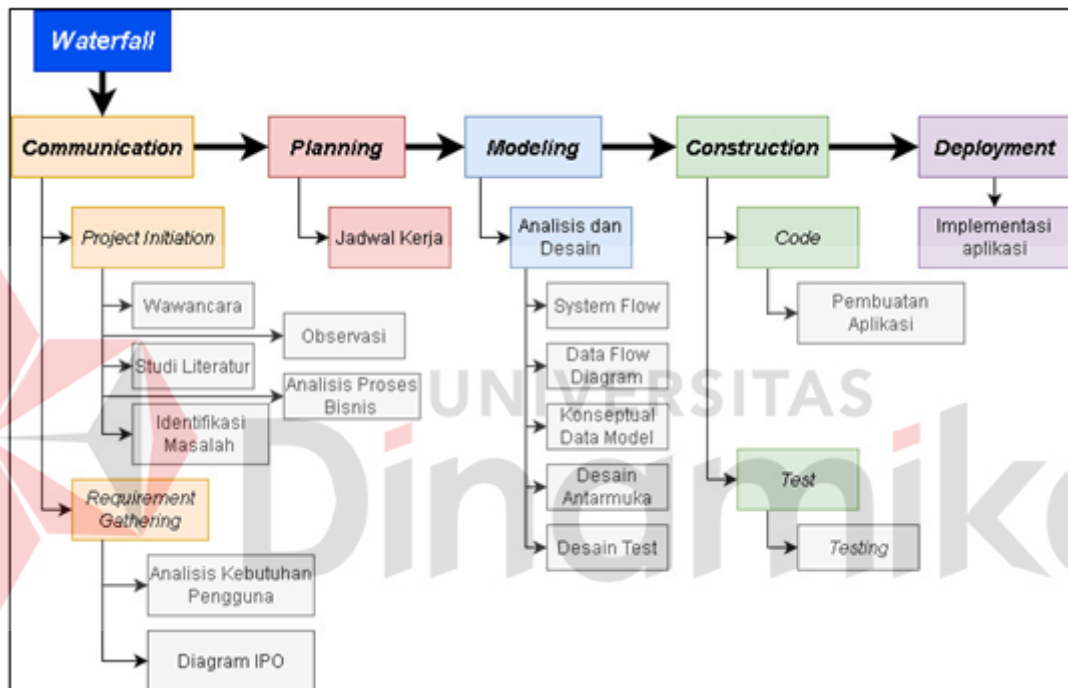 Waterfall
Communication
Planning
Modeling
Construction
Deployment
Project Initiation
Jadwal Kerja
Analisis dan
Desain
Code
Implementasi
aplikasi
Wawancara
Observasi
Studi Literatur
Analisis Proses
Bisnis
Identifikasi
Masalah
System Flow
Data Flow
Diagram
Konseptual
Data Model
Desain
Antarmuka
Desain Test
Pembuatan
Aplikasi
Test
Testing
Requirement
Gathering
Analisis Kebutuhan
Pengguna
Diagram IPO
UNIVERSITAS
Dinamika